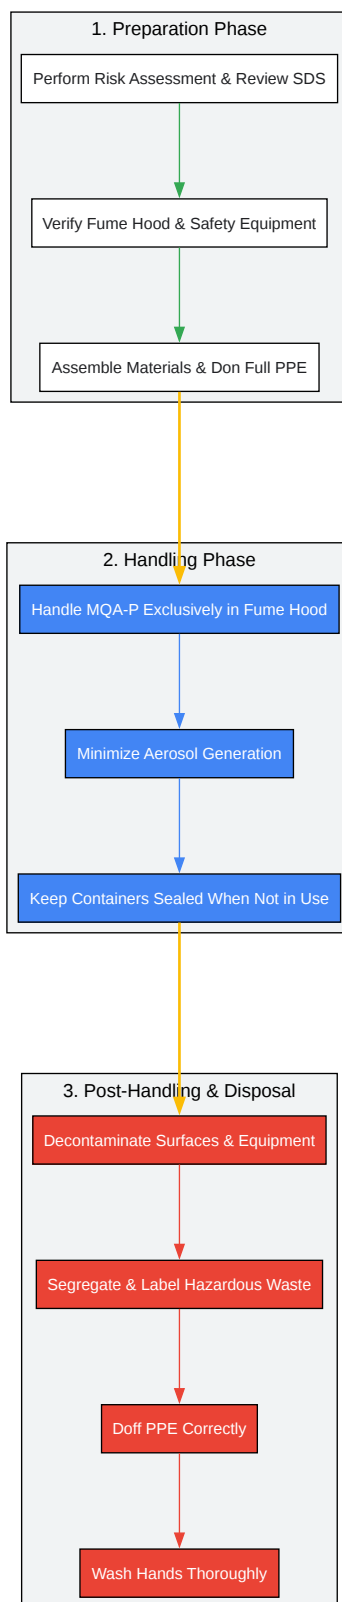 1. Preparation Phase
Perform Risk Assessment & Review SDS
Verify Fume Hood & Safety Equipment
Assemble Materials & Don Full PPE
2. Handling Phase
Handle MQA-P Exclusively in Fume Hood
Minimize Aerosol Generation
Keep Containers Sealed When Not in Use
3. Post-Handling & Disposal
Decontaminate Surfaces & Equipment
Segregate & Label Hazardous Waste
Doff PPE Correctly
Wash Hands Thoroughly